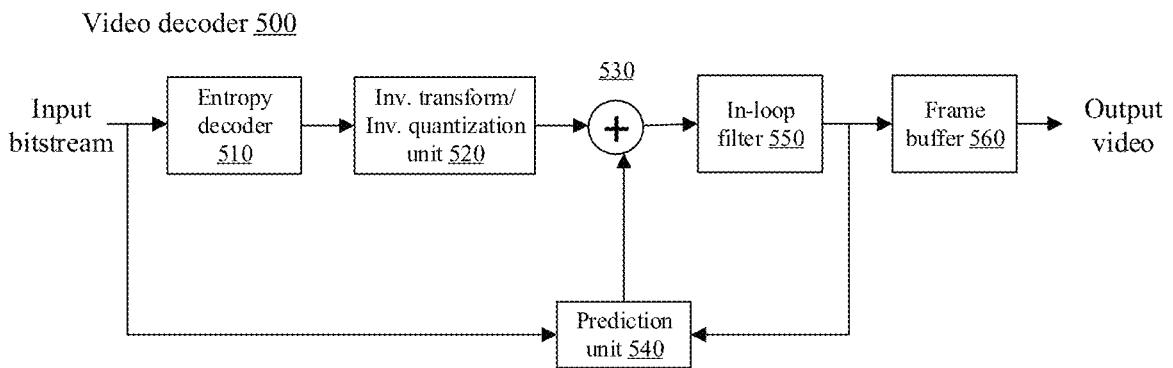 Video decoder 500
Input
bitstream
Entropy
decoder
510
Inv. transform/
Inv. quantization
unit 520
530
+
In-loop
filter 550
Frame
buffer 560
Output
video
Prediction
unit 540